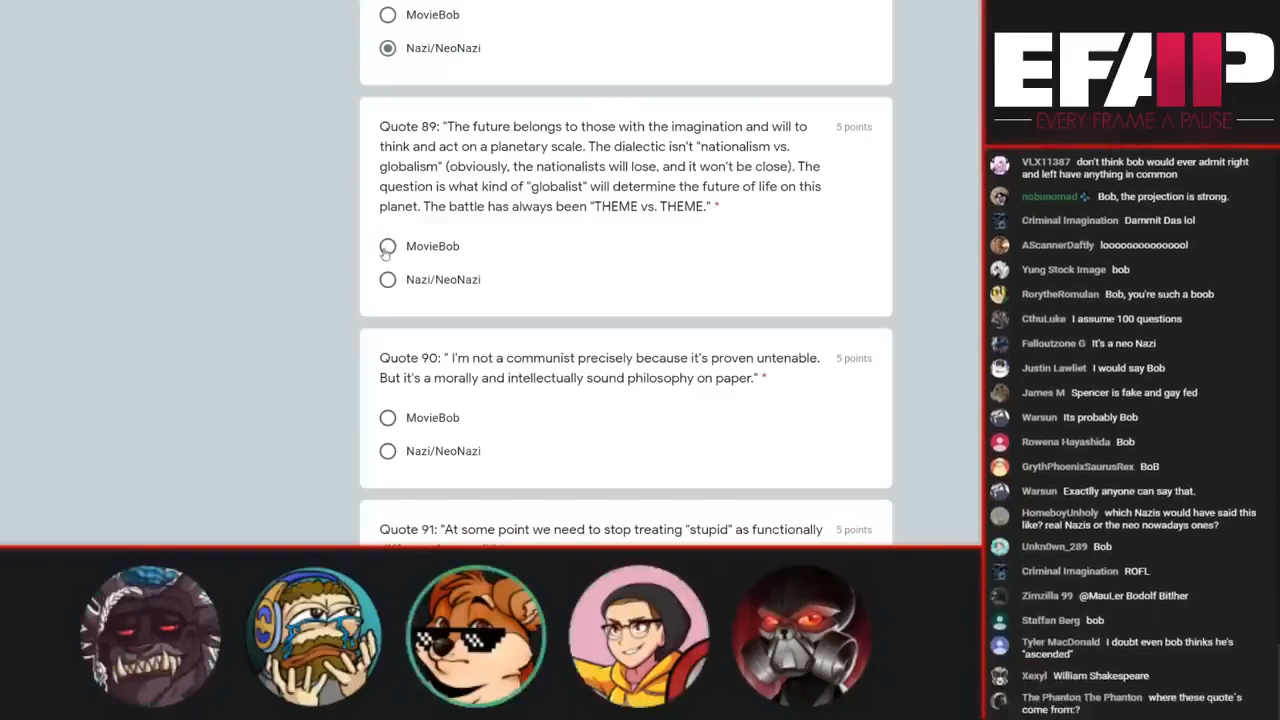 MovieBob
Nazi/NeoNazi
Quote 89: "The future belongs to those with the imagination and will to
5 points
think and act on a planetary scale. The dialectic isn't "nationalism vs.
globalism" (obviously, the nationalists will lose, and it won't be close). The
question is what kind of "globalist" will determine the future of life on this
planet. The battle has always been "THEME vs. THEME." *
MovieBob
Nazi/NeoNazi
Quote 90: " I'm not a communist precisely because it's proven untenable.
5 points
But it's a morally and intellectually sound philosophy on paper." *
MovieBob
Nazi/NeoNazi
Quote 91: "At some point we need to stop treating "stupid" as functionally
5 points
EFAP
EVERY FRAME A PAUSE
VLX11387 don't think bob would ever admit right
and left have anything in common
nobunomad Bob, the projection is strong.
Criminal Imagination Dammit Das lol
AScannerDaftly looooooooooooool
Yung Stock Image bob
RorytheRomulan Bob, you're such a boob
CthuLuke I assume 100 questions
Falloutzone G It's a neo Nazi
Justin Lawliet I would say Bob
James M Spencer is fake and gay fed
Warsun Its probably Bob
Rowena Hayashida Bob
GrythPhoenixSaurusRex BoB
Warsun Exactlly anyone can say that.
HomeboyUnholy which Nazis would have said this
like? real Nazis or the neo nowadays ones?
Unkn0wn_289 Bob
Criminal Imagination ROFL
Zimzilla 99 @MauLer Bodolf Bitlher
Staffan Berg bob
Tyler MacDonald I doubt even bob thinks he's
"ascended"
Xexyl William Shakespeare
The Phanton The Phanton where these quote´s
come from:?